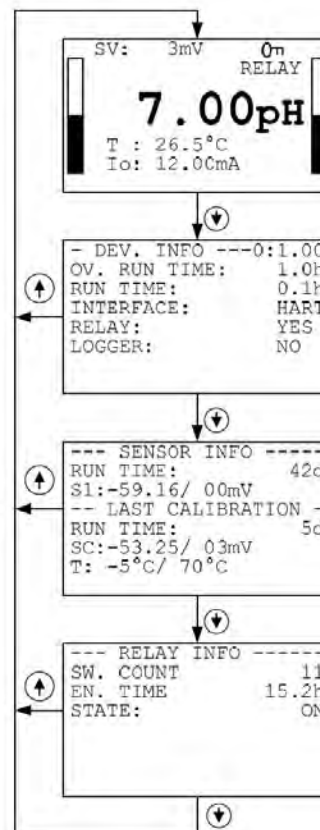 SV: 3mV
RELAY
7.00pH
T : 26.5°C
Io: 12.00mA
- DEV. INFO ---0:1.00
OV. RUN TIME: 1.0h
RUN TIME: 0.1h
INTERFACE: HART
RELAY: YES
LOGGER: NO
--- SENSOR INFO ------
RUN TIME: 42d
S1:-59.16/ 00mV
-- LAST CALIBRATION -
RUN TIME: 5d
SC:-53.25/ 03mV
T: -5°C/ 70°C
--- RELAY INFO ------
SW. COUNT 11
EN. TIME 15.2h
STATE: ON